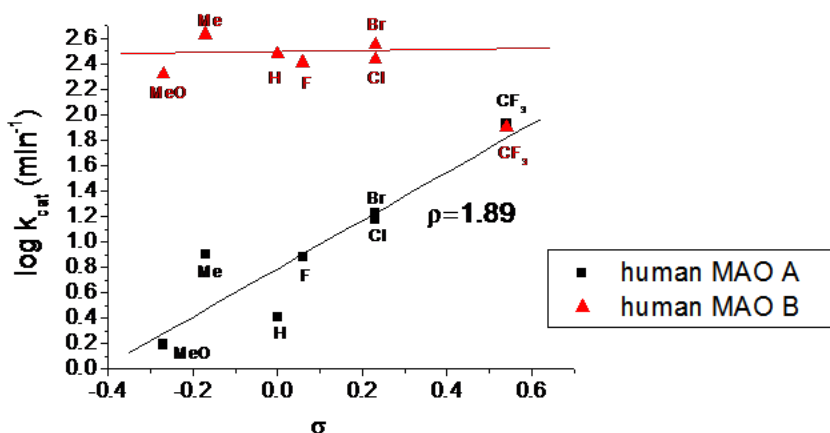 Me
Br
2.6
2.4
H
F
Cl
MeO
2.2
2.0
CF₃
1.8
CF₃
1.6
1.4
Br
1.2
Cl
ρ=1.89
1.0
Me
F
0.8
0.6
0.4
H
0.2
MeO
0.0
-0.4
-0.2
0.0
0.2
0.4
0.6
σ
log k_cat (min⁻¹)
human MAO A
human MAO B